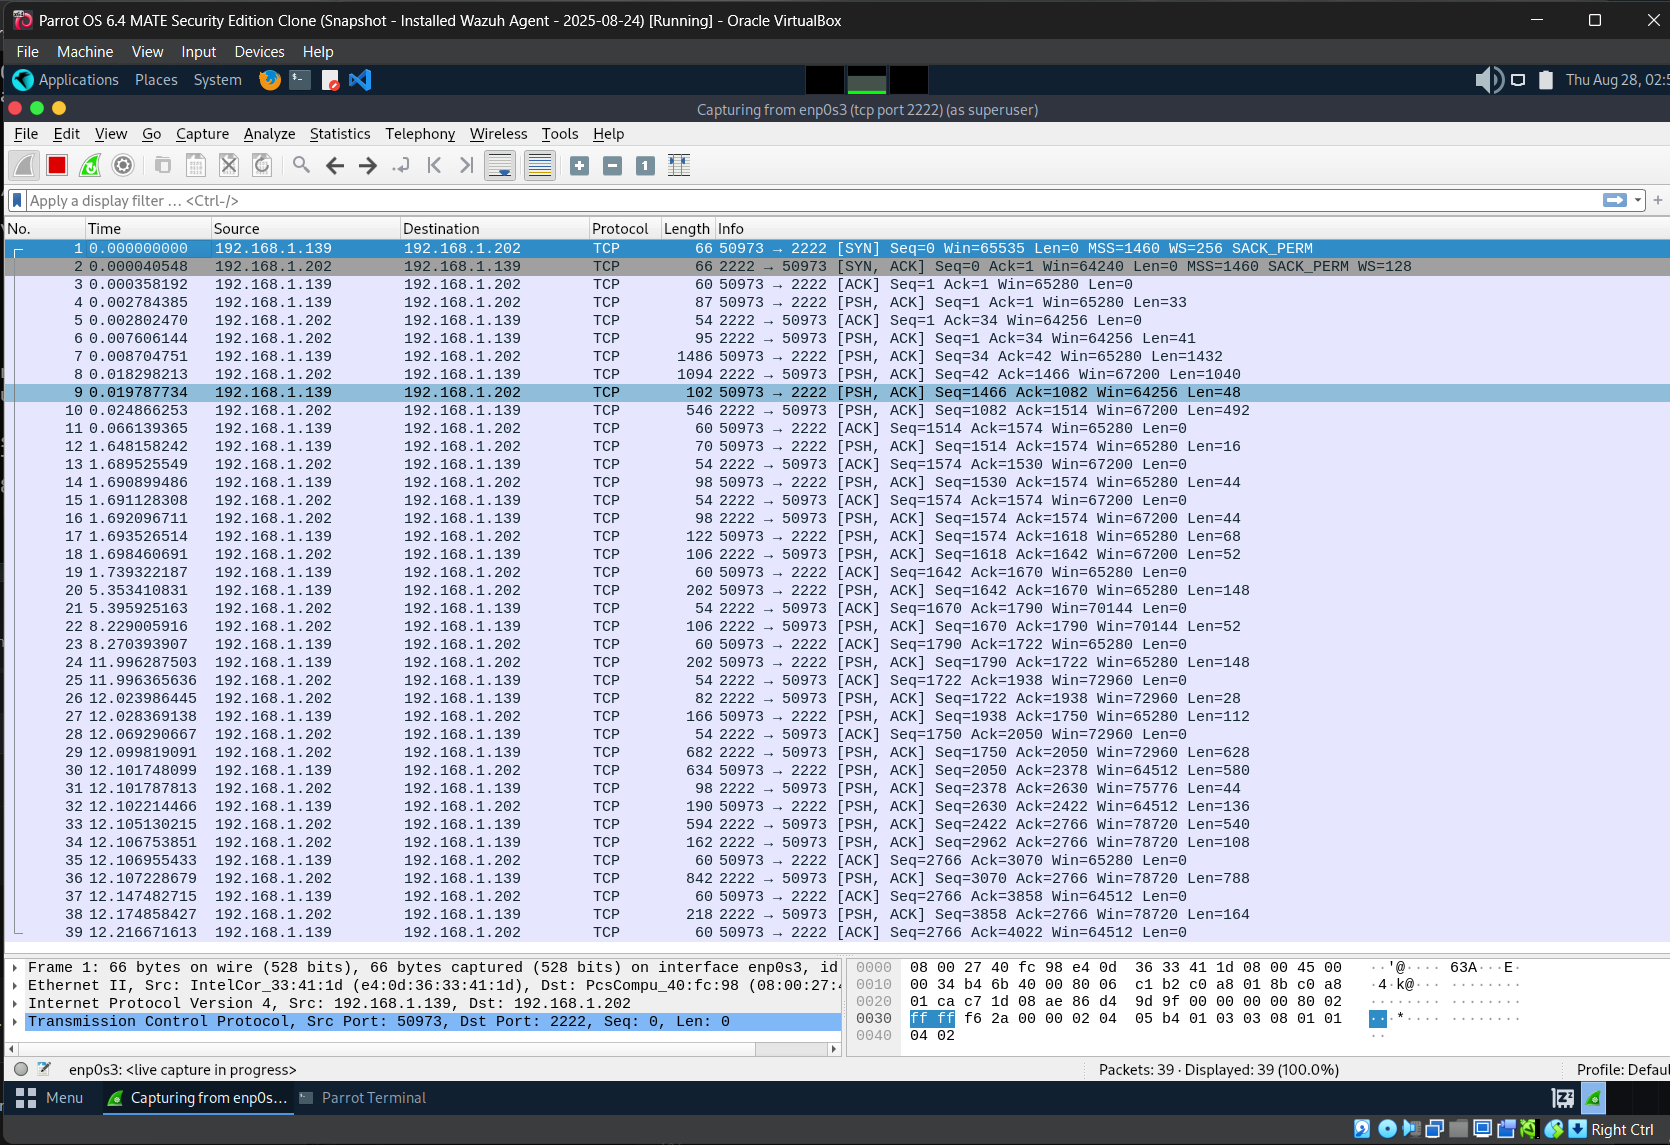 Parrot OS 6.4 MATE Security Edition Clone (Snapshot - Installed Wazuh Agent - 2025-08-24) [Running] - Oracle VirtualBox
File Machine View Input Devices Help
Applications Places System Thu Aug 28, 02:5
Capturing from enp0s3 (tcp port 2222) (as superuser)
File Edit View Go Capture Analyze Statistics Telephony Wireless Tools Help
Apply a display filter … <Ctrl-/>
No. Time Source Destination Protocol Length Info
1 0.000000000 192.168.1.139 192.168.1.202 TCP 66 50973 → 2222 [SYN] Seq=0 Win=65535 Len=0 MSS=1460 WS=256 SACK_PERM
2 0.000040548 192.168.1.202 192.168.1.139 TCP 66 2222 → 50973 [SYN, ACK] Seq=0 Ack=1 Win=64240 Len=0 MSS=1460 SACK_PERM WS=128
3 0.000358192 192.168.1.139 192.168.1.202 TCP 60 50973 → 2222 [ACK] Seq=1 Ack=1 Win=65280 Len=0
4 0.002784385 192.168.1.139 192.168.1.202 TCP 87 50973 → 2222 [PSH, ACK] Seq=1 Ack=1 Win=65280 Len=33
5 0.002802470 192.168.1.202 192.168.1.139 TCP 54 2222 → 50973 [ACK] Seq=1 Ack=34 Win=64256 Len=0
6 0.007606144 192.168.1.202 192.168.1.139 TCP 95 2222 → 50973 [PSH, ACK] Seq=1 Ack=34 Win=64256 Len=41
7 0.008704751 192.168.1.139 192.168.1.202 TCP 1486 50973 → 2222 [PSH, ACK] Seq=34 Ack=42 Win=65280 Len=1432
8 0.018298213 192.168.1.202 192.168.1.139 TCP 1094 2222 → 50973 [PSH, ACK] Seq=42 Ack=1466 Win=67200 Len=1040
9 0.019787734 192.168.1.139 192.168.1.202 TCP 102 50973 → 2222 [PSH, ACK] Seq=1466 Ack=1082 Win=64256 Len=48
10 0.024866253 192.168.1.202 192.168.1.139 TCP 546 2222 → 50973 [PSH, ACK] Seq=1082 Ack=1514 Win=67200 Len=492
11 0.066139365 192.168.1.139 192.168.1.202 TCP 60 50973 → 2222 [ACK] Seq=1514 Ack=1574 Win=65280 Len=0
12 1.648158242 192.168.1.139 192.168.1.202 TCP 70 50973 → 2222 [PSH, ACK] Seq=1514 Ack=1574 Win=65280 Len=16
13 1.689525549 192.168.1.202 192.168.1.139 TCP 54 2222 → 50973 [ACK] Seq=1574 Ack=1530 Win=67200 Len=0
14 1.690899486 192.168.1.139 192.168.1.202 TCP 98 50973 → 2222 [PSH, ACK] Seq=1530 Ack=1574 Win=65280 Len=44
15 1.691128308 192.168.1.202 192.168.1.139 TCP 54 2222 → 50973 [ACK] Seq=1574 Ack=1574 Win=67200 Len=0
16 1.692096711 192.168.1.202 192.168.1.139 TCP 98 2222 → 50973 [PSH, ACK] Seq=1574 Ack=1574 Win=67200 Len=44
17 1.693526514 192.168.1.139 192.168.1.202 TCP 122 50973 → 2222 [PSH, ACK] Seq=1574 Ack=1618 Win=65280 Len=68
18 1.698460691 192.168.1.202 192.168.1.139 TCP 106 2222 → 50973 [PSH, ACK] Seq=1618 Ack=1642 Win=67200 Len=52
19 1.739322187 192.168.1.139 192.168.1.202 TCP 60 50973 → 2222 [ACK] Seq=1642 Ack=1670 Win=65280 Len=0
20 5.353410831 192.168.1.139 192.168.1.202 TCP 202 50973 → 2222 [PSH, ACK] Seq=1642 Ack=1670 Win=65280 Len=148
21 5.395925163 192.168.1.202 192.168.1.139 TCP 54 2222 → 50973 [ACK] Seq=1670 Ack=1790 Win=70144 Len=0
22 8.229005916 192.168.1.202 192.168.1.139 TCP 106 2222 → 50973 [PSH, ACK] Seq=1670 Ack=1790 Win=70144 Len=52
23 8.270393907 192.168.1.139 192.168.1.202 TCP 60 50973 → 2222 [ACK] Seq=1790 Ack=1722 Win=65280 Len=0
24 11.996287503 192.168.1.139 192.168.1.202 TCP 202 50973 → 2222 [PSH, ACK] Seq=1790 Ack=1722 Win=65280 Len=148
25 11.996365636 192.168.1.202 192.168.1.139 TCP 54 2222 → 50973 [ACK] Seq=1722 Ack=1938 Win=72960 Len=0
26 12.023986445 192.168.1.202 192.168.1.139 TCP 82 2222 → 50973 [PSH, ACK] Seq=1722 Ack=1938 Win=72960 Len=28
27 12.028369138 192.168.1.139 192.168.1.202 TCP 166 50973 → 2222 [PSH, ACK] Seq=1938 Ack=1750 Win=65280 Len=112
28 12.069290667 192.168.1.202 192.168.1.139 TCP 54 2222 → 50973 [ACK] Seq=1750 Ack=2050 Win=72960 Len=0
29 12.099819091 192.168.1.202 192.168.1.139 TCP 682 2222 → 50973 [PSH, ACK] Seq=1750 Ack=2050 Win=72960 Len=628
30 12.101748099 192.168.1.139 192.168.1.202 TCP 634 50973 → 2222 [PSH, ACK] Seq=2050 Ack=2378 Win=64512 Len=580
31 12.101787813 192.168.1.202 192.168.1.139 TCP 98 2222 → 50973 [PSH, ACK] Seq=2378 Ack=2630 Win=75776 Len=44
32 12.102214466 192.168.1.139 192.168.1.202 TCP 190 50973 → 2222 [PSH, ACK] Seq=2630 Ack=2422 Win=64512 Len=136
33 12.105130215 192.168.1.202 192.168.1.139 TCP 594 2222 → 50973 [PSH, ACK] Seq=2422 Ack=2766 Win=78720 Len=540
34 12.106753851 192.168.1.202 192.168.1.139 TCP 162 2222 → 50973 [PSH, ACK] Seq=2962 Ack=2766 Win=78720 Len=108
35 12.106955433 192.168.1.139 192.168.1.202 TCP 60 50973 → 2222 [ACK] Seq=2766 Ack=3070 Win=65280 Len=0
36 12.107228679 192.168.1.202 192.168.1.139 TCP 842 2222 → 50973 [PSH, ACK] Seq=3070 Ack=2766 Win=78720 Len=788
37 12.147482715 192.168.1.139 192.168.1.202 TCP 60 50973 → 2222 [ACK] Seq=2766 Ack=3858 Win=64512 Len=0
38 12.174858427 192.168.1.202 192.168.1.139 TCP 218 2222 → 50973 [PSH, ACK] Seq=3858 Ack=2766 Win=78720 Len=164
39 12.216671613 192.168.1.139 192.168.1.202 TCP 60 50973 → 2222 [ACK] Seq=2766 Ack=4022 Win=64512 Len=0
Frame 1: 66 bytes on wire (528 bits), 66 bytes captured (528 bits) on interface enp0s3, id
Ethernet II, Src: IntelCor_33:41:1d (e4:0d:36:33:41:1d), Dst: PcsCompu_40:fc:98 (08:00:27:4
Internet Protocol Version 4, Src: 192.168.1.139, Dst: 192.168.1.202
Transmission Control Protocol, Src Port: 50973, Dst Port: 2222, Seq: 0, Len: 0
0000 08 00 27 40 fc 98 e4 0d 36 33 41 1d 08 00 45 00 ··'@···· 63A···E·
0010 00 34 b4 6b 40 00 80 06 c1 b2 c0 a8 01 8b c0 a8 ·4·k@··· ········
0020 01 ca c7 1d 08 ae 86 d4 9d 9f 00 00 00 00 80 02 ········ ········
0030 ff ff f6 2a 00 00 02 04 05 b4 01 03 03 08 01 01 ···*···· ········
0040 04 02 ··
enp0s3: <live capture in progress> Packets: 39 · Displayed: 39 (100.0%) Profile: Defaul
Menu Capturing from enp0s... Parrot Terminal
Right Ctrl